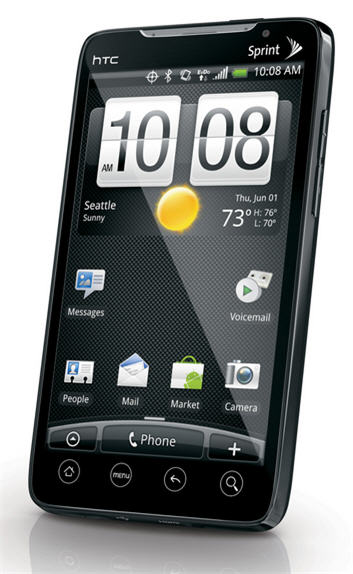 hTC
Sprint
EvDo
10:08 AM
10 08
AM
Seattle
Sunny
Thu, Jun 01
73° H: 76°
L: 70°
Messages
Voicemail
People
Mail
Market
Camera
Phone
MENU